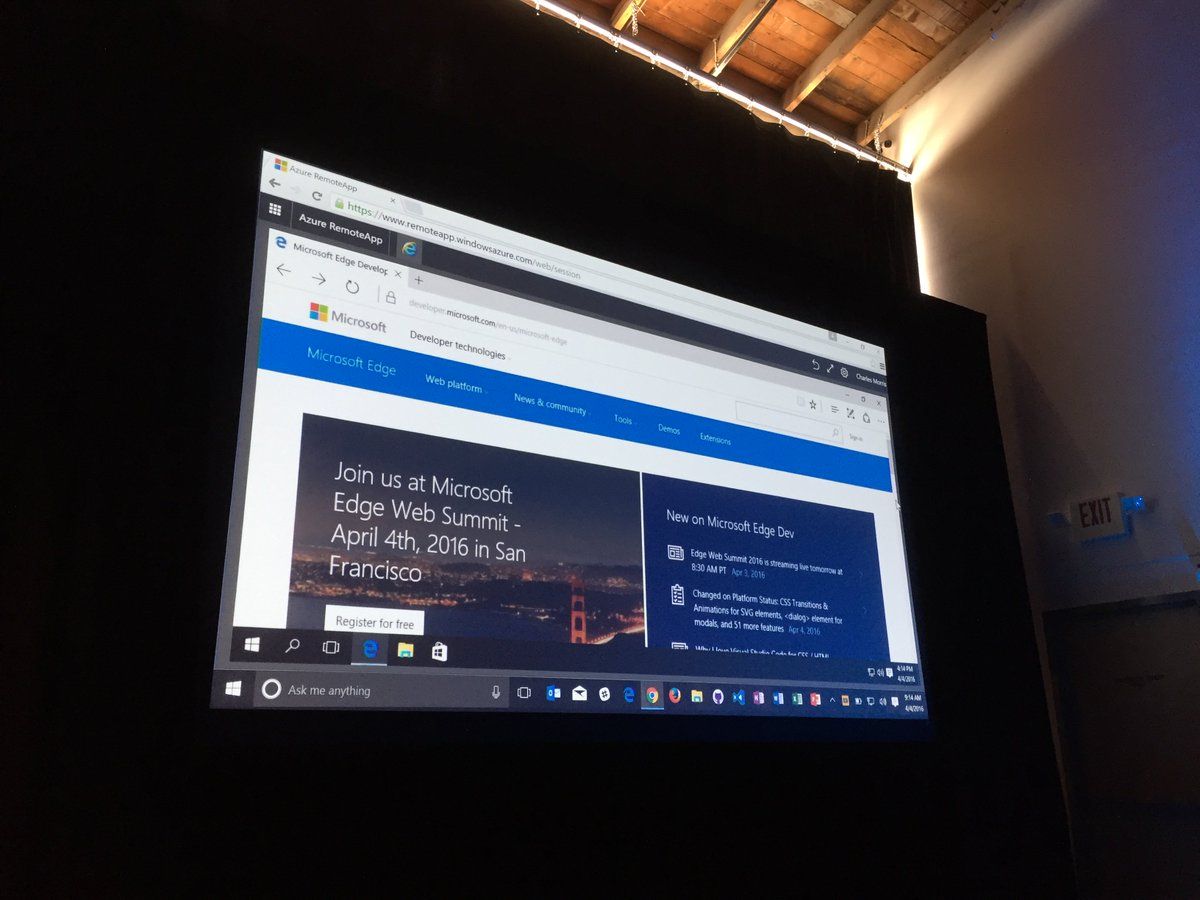 Azure RemoteApp
https://www.remoteapp.windowsazure.com/web/session
Azure RemoteApp
Charles Morris
Microsoft Edge Develop
developer.microsoft.com/en-us/microsoft-edge
Microsoft
Developer technologies
Sign in
Microsoft Edge
Web platform
News & community
Tools
Demos
Extensions
Join us at Microsoft
Edge Web Summit -
April 4th, 2016 in San
Francisco
Register for free
New on Microsoft Edge Dev
Edge Web Summit 2016 is streaming live tomorrow at
8:30 AM PT Apr 3, 2016
Changed on Platform Status: CSS Transitions &
Animations for SVG elements, <dialog> element for
modals, and 51 more features Apr 4, 2016
Why I love Visual Studio Code for CSS / HTML
4:14 PM
4/4/2016
Ask me anything
9:14 AM
4/4/2016
EXIT